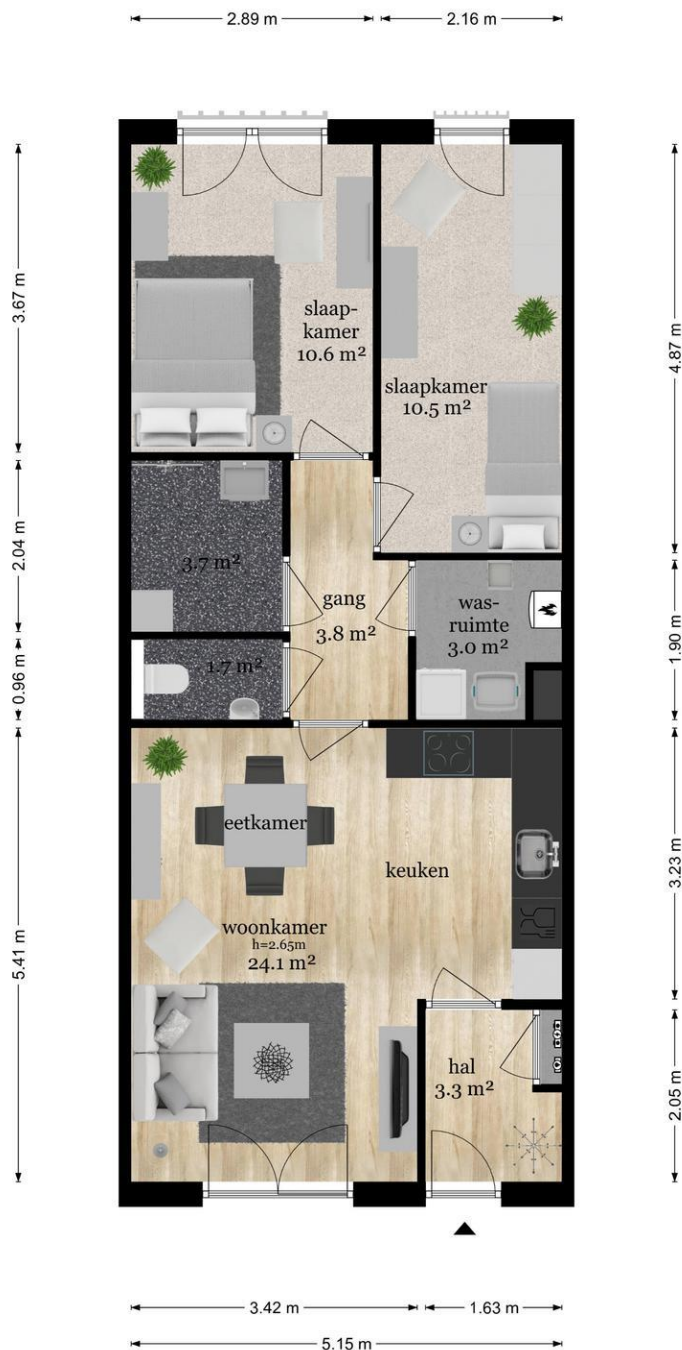 2.89 m
2.16 m
3.67 m
4.87 m
slaap-
kamer
10.6 m²
slaapkamer
10.5 m²
2.04 m
3.7 m²
gang
3.8 m²
was-
ruimte
3.0 m²
1.90 m
0.96 m
1.7 m²
eetkamer
keuken
3.23 m
woonkamer
h=2.65m
24.1 m²
5.41 m
hal
3.3 m²
2.05 m
3.42 m
1.63 m
5.15 m